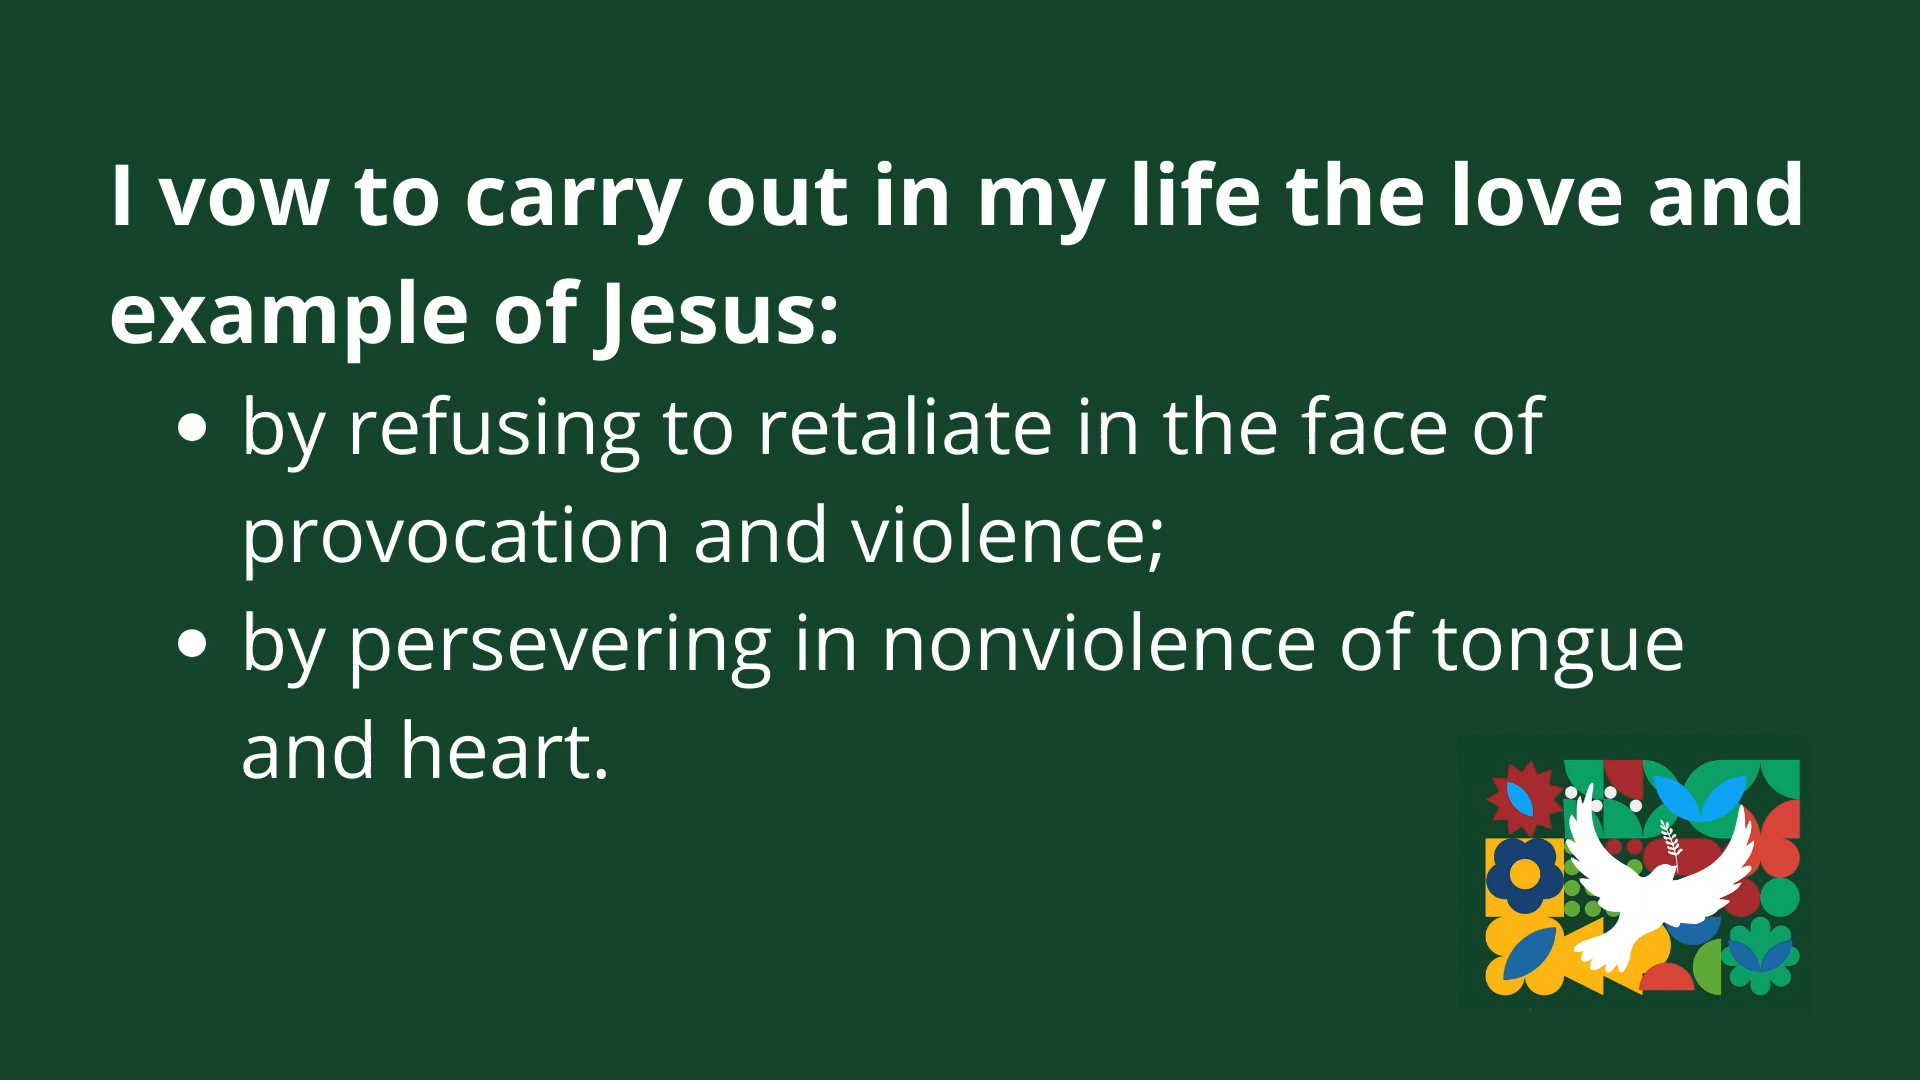 I vow to carry out in my life the love and
example of Jesus:
• by refusing to retaliate in the face of
provocation and violence;
• by persevering in nonviolence of tongue
and heart.